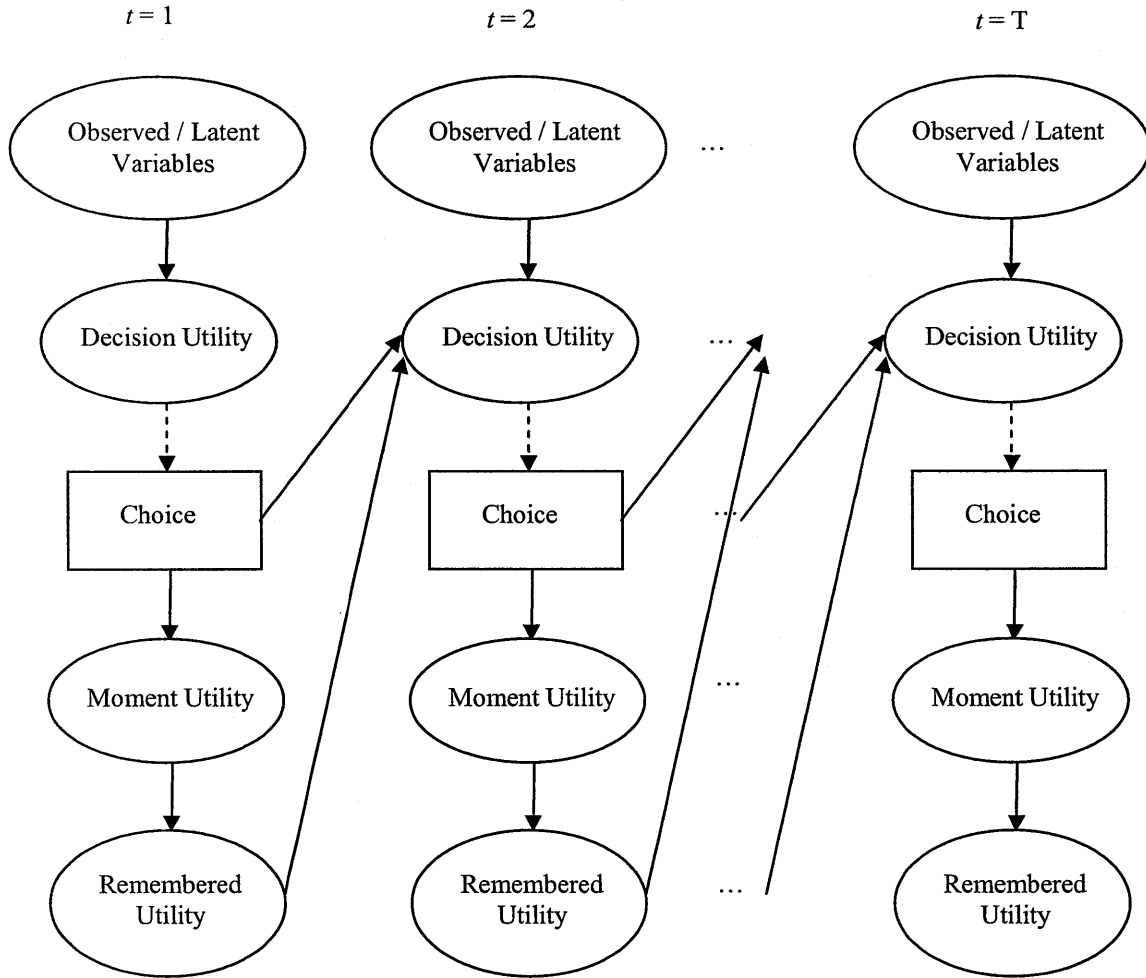 t = 1
t = 2
t = T
Observed / Latent
Variables
Observed / Latent
Variables
...
Observed / Latent
Variables
Decision Utility
Decision Utility
...
Decision Utility
Choice
Choice
...
Choice
Moment Utility
Moment Utility
...
Moment Utility
Remembered
Utility
Remembered
Utility
...
Remembered
Utility